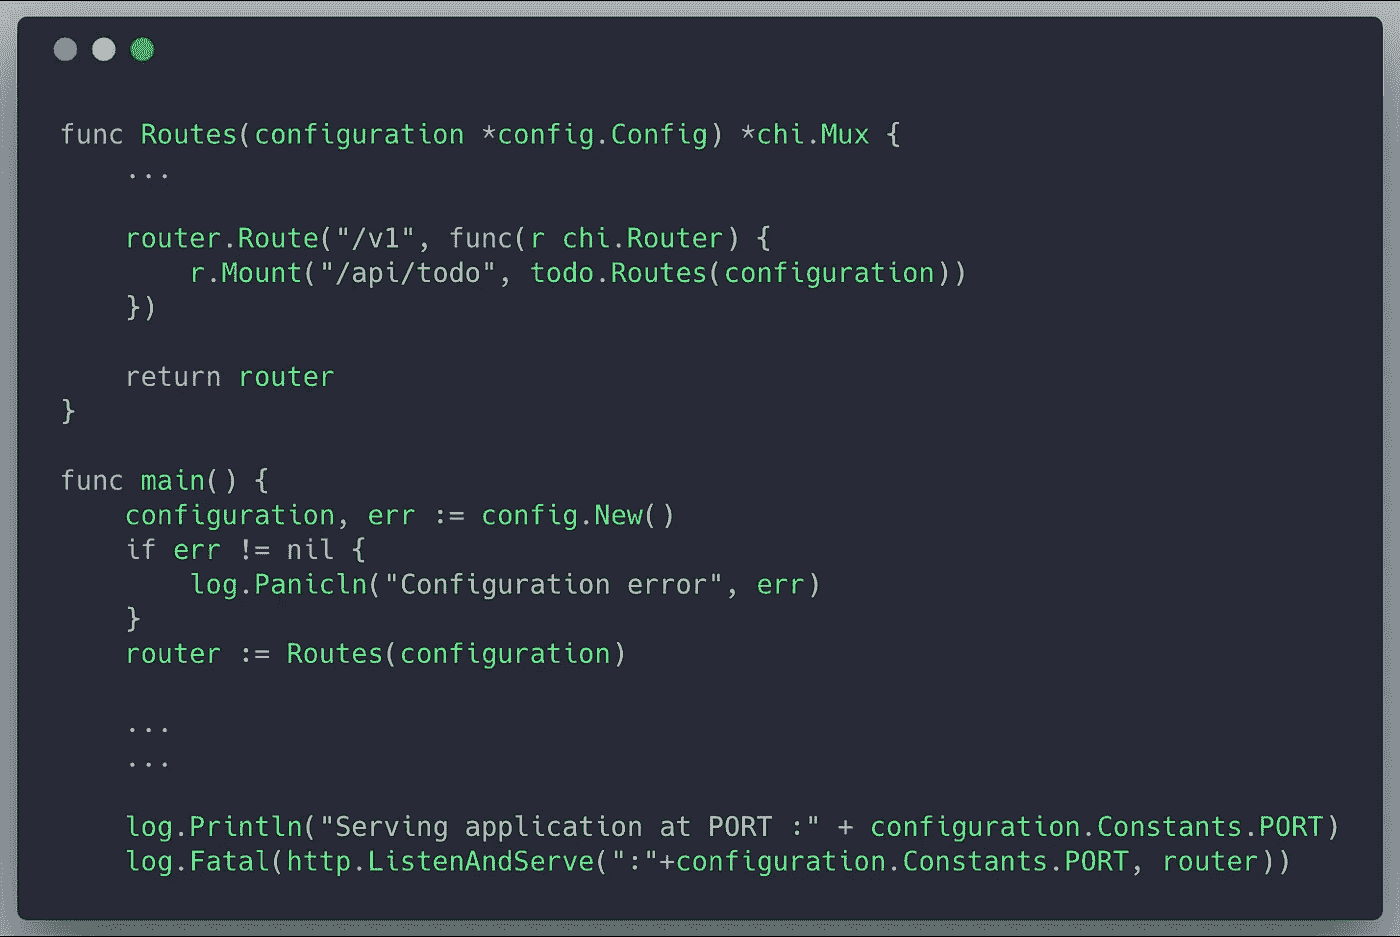 func Routes(configuration *config.Config) *chi.Mux {
    ...

    router.Route("/v1", func(r chi.Router) {
        r.Mount("/api/todo", todo.Routes(configuration))
    })

    return router
}

func main() {
    configuration, err := config.New()
    if err != nil {
        log.Panicln("Configuration error", err)
    }
    router := Routes(configuration)

    ...
    ...

    log.Println("Serving application at PORT :" + configuration.Constants.PORT)
    log.Fatal(http.ListenAndServe(":"+configuration.Constants.PORT, router))